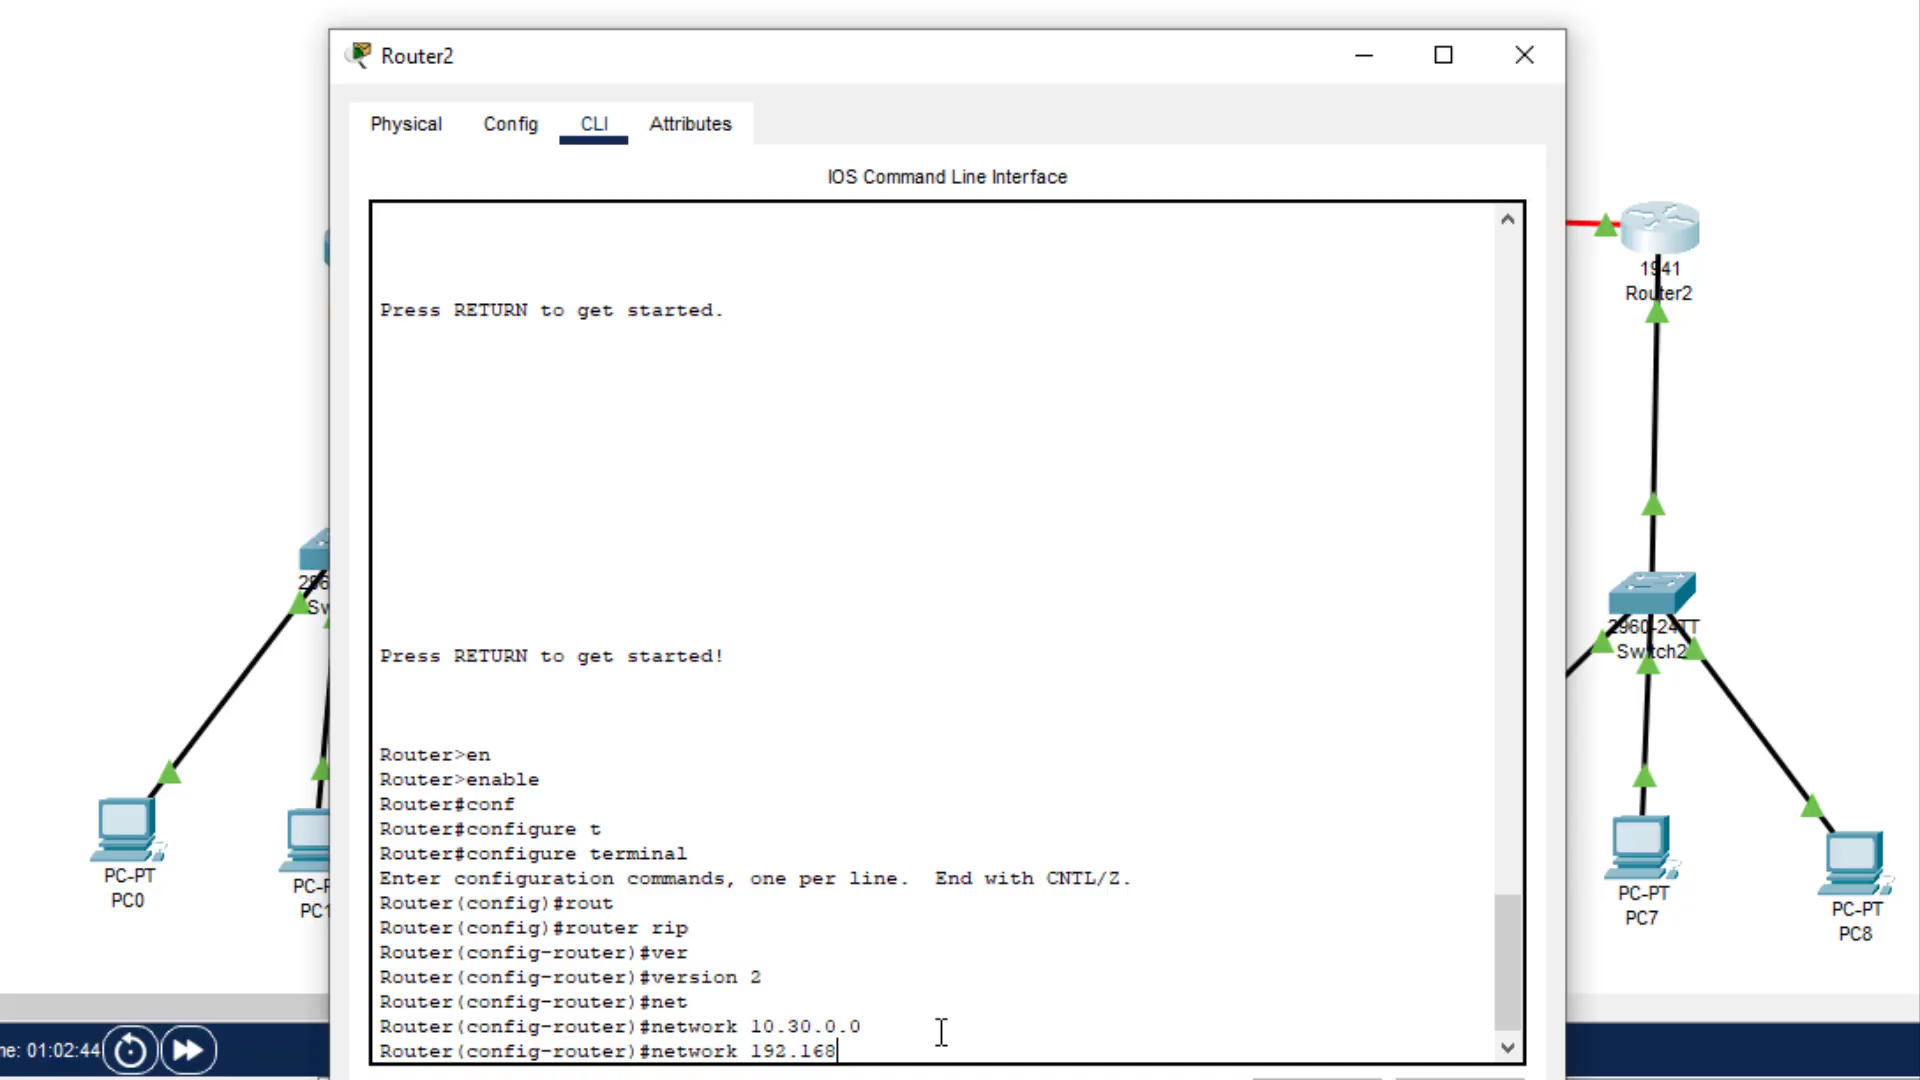 Router2
Physical Config CLI Attributes
IOS Command Line Interface
Press RETURN to get started.
Press RETURN to get started!
Router>en
Router>enable
Router#conf
Router#configure t
Router#configure terminal
Enter configuration commands, one per line. End with CNTL/Z.
Router(config)#rout
Router(config)#router rip
Router(config-router)#ver
Router(config-router)#version 2
Router(config-router)#net
Router(config-router)#network 10.30.0.0
Router(config-router)#network 192.168
1941
Router2
2960-24TT
Switch2
PC-PT
PC0
PC-P
PC1
PC-PT
PC7
PC-PT
PC8
01:02:44